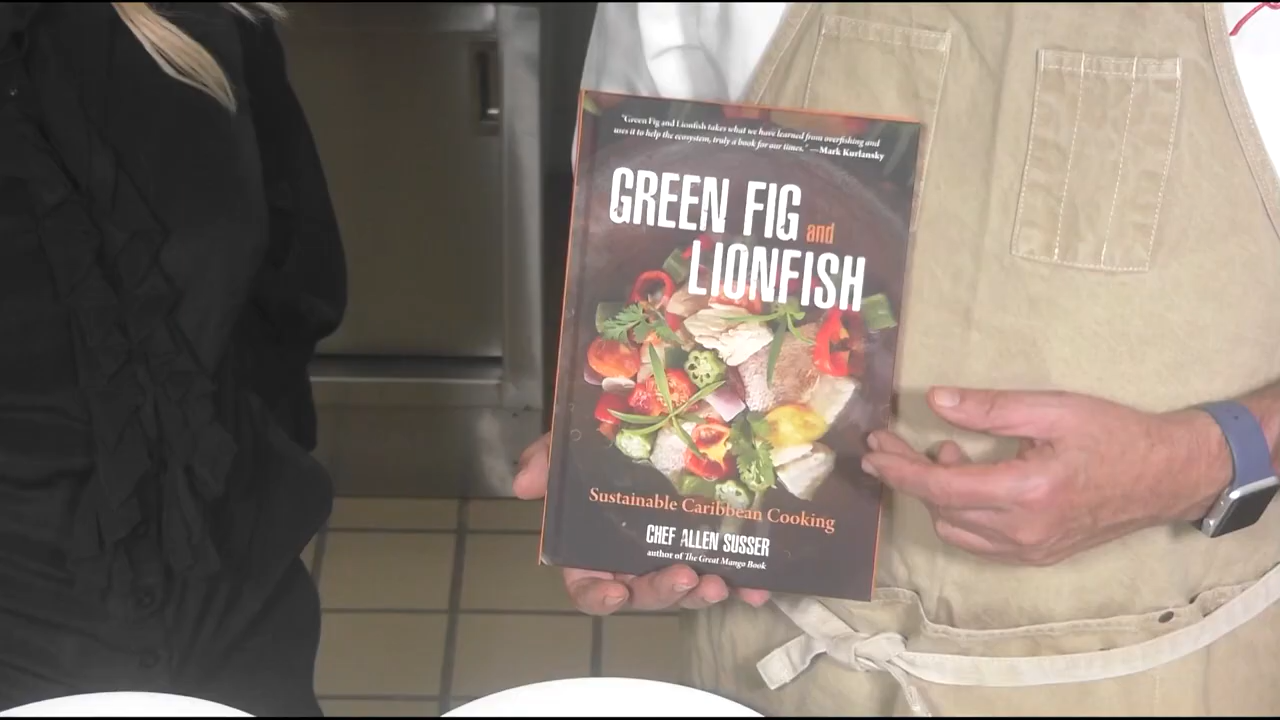 "Green Fig and Lionfish takes what we have learned from overfishing and
uses it to help the ecosystem, truly a book for our times." —Mark Kurlansky
GREEN FIG and
LIONFISH
Sustainable Caribbean Cooking
CHEF ALLEN SUSSER
author of The Great Mango Book